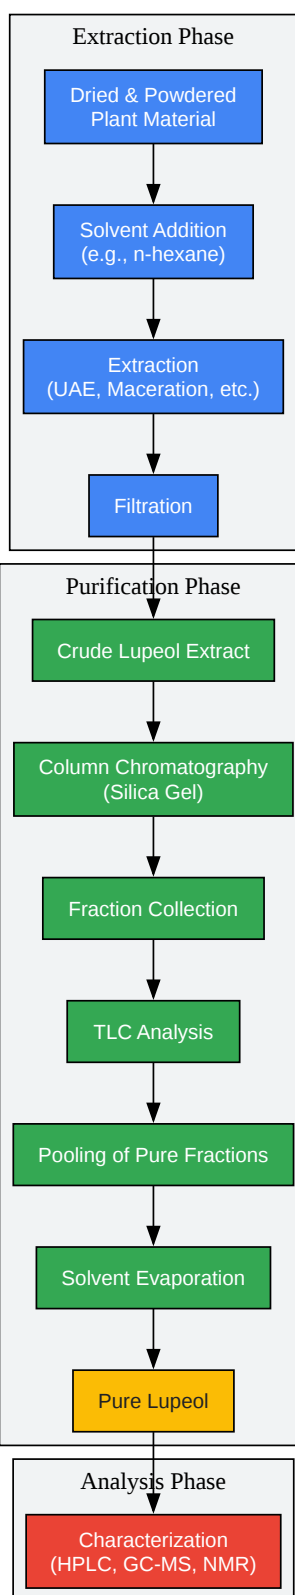 Extraction Phase
Dried & Powdered
Plant Material
Solvent Addition
(e.g., n-hexane)
Extraction
(UAE, Maceration, etc.)
Filtration
Purification Phase
Crude Lupeol Extract
Column Chromatography
(Silica Gel)
Fraction Collection
TLC Analysis
Pooling of Pure Fractions
Solvent Evaporation
Pure Lupeol
Analysis Phase
Characterization
(HPLC, GC-MS, NMR)